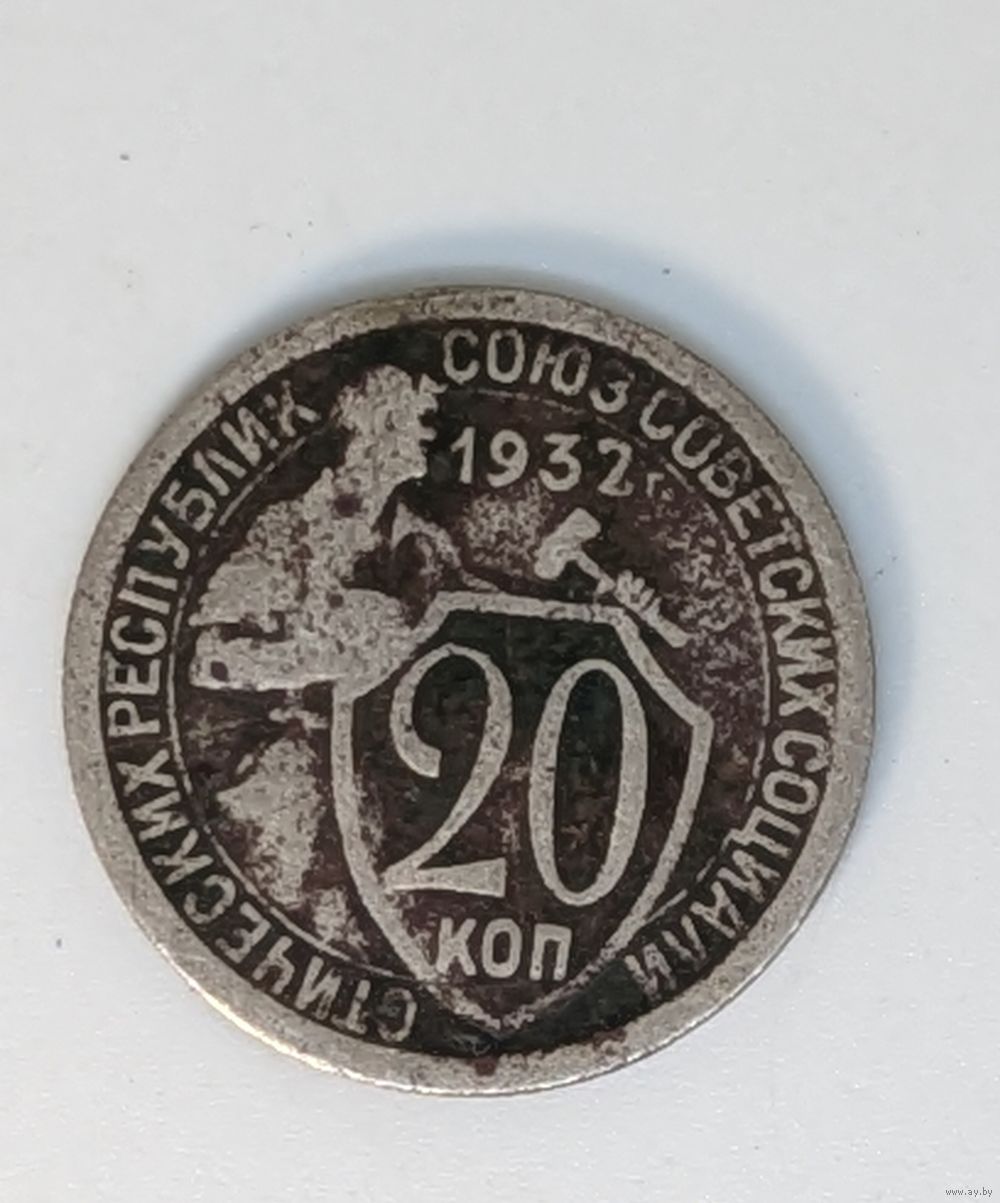 СОЮЗ СОВЕТСКИХ СОЦИАЛИСТИЧЕСКИХ РЕСПУБЛИК
1932 г.
20
КОП
www.ay.by